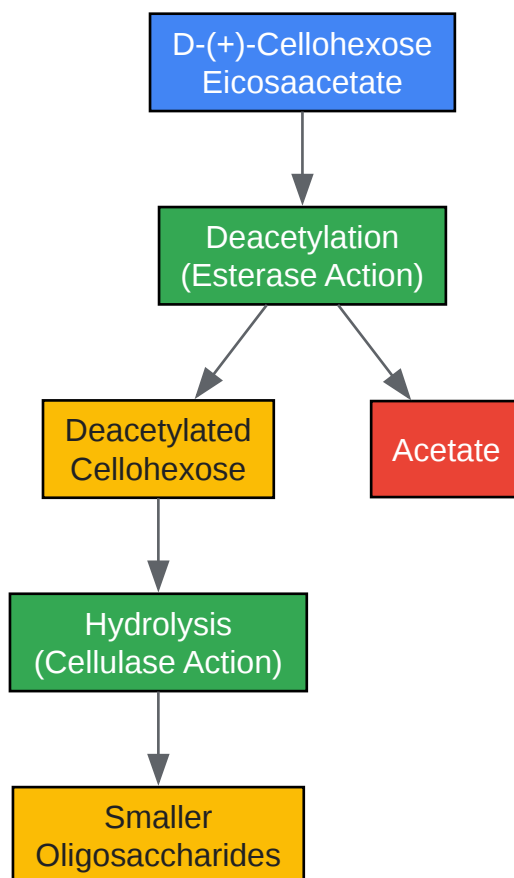 D-(+)-Cellohexose
Eicosaacetate
Deacetylation
(Esterase Action)
Deacetylated
Cellohexose
Acetate
Hydrolysis
(Cellulase Action)
Smaller
Oligosaccharides